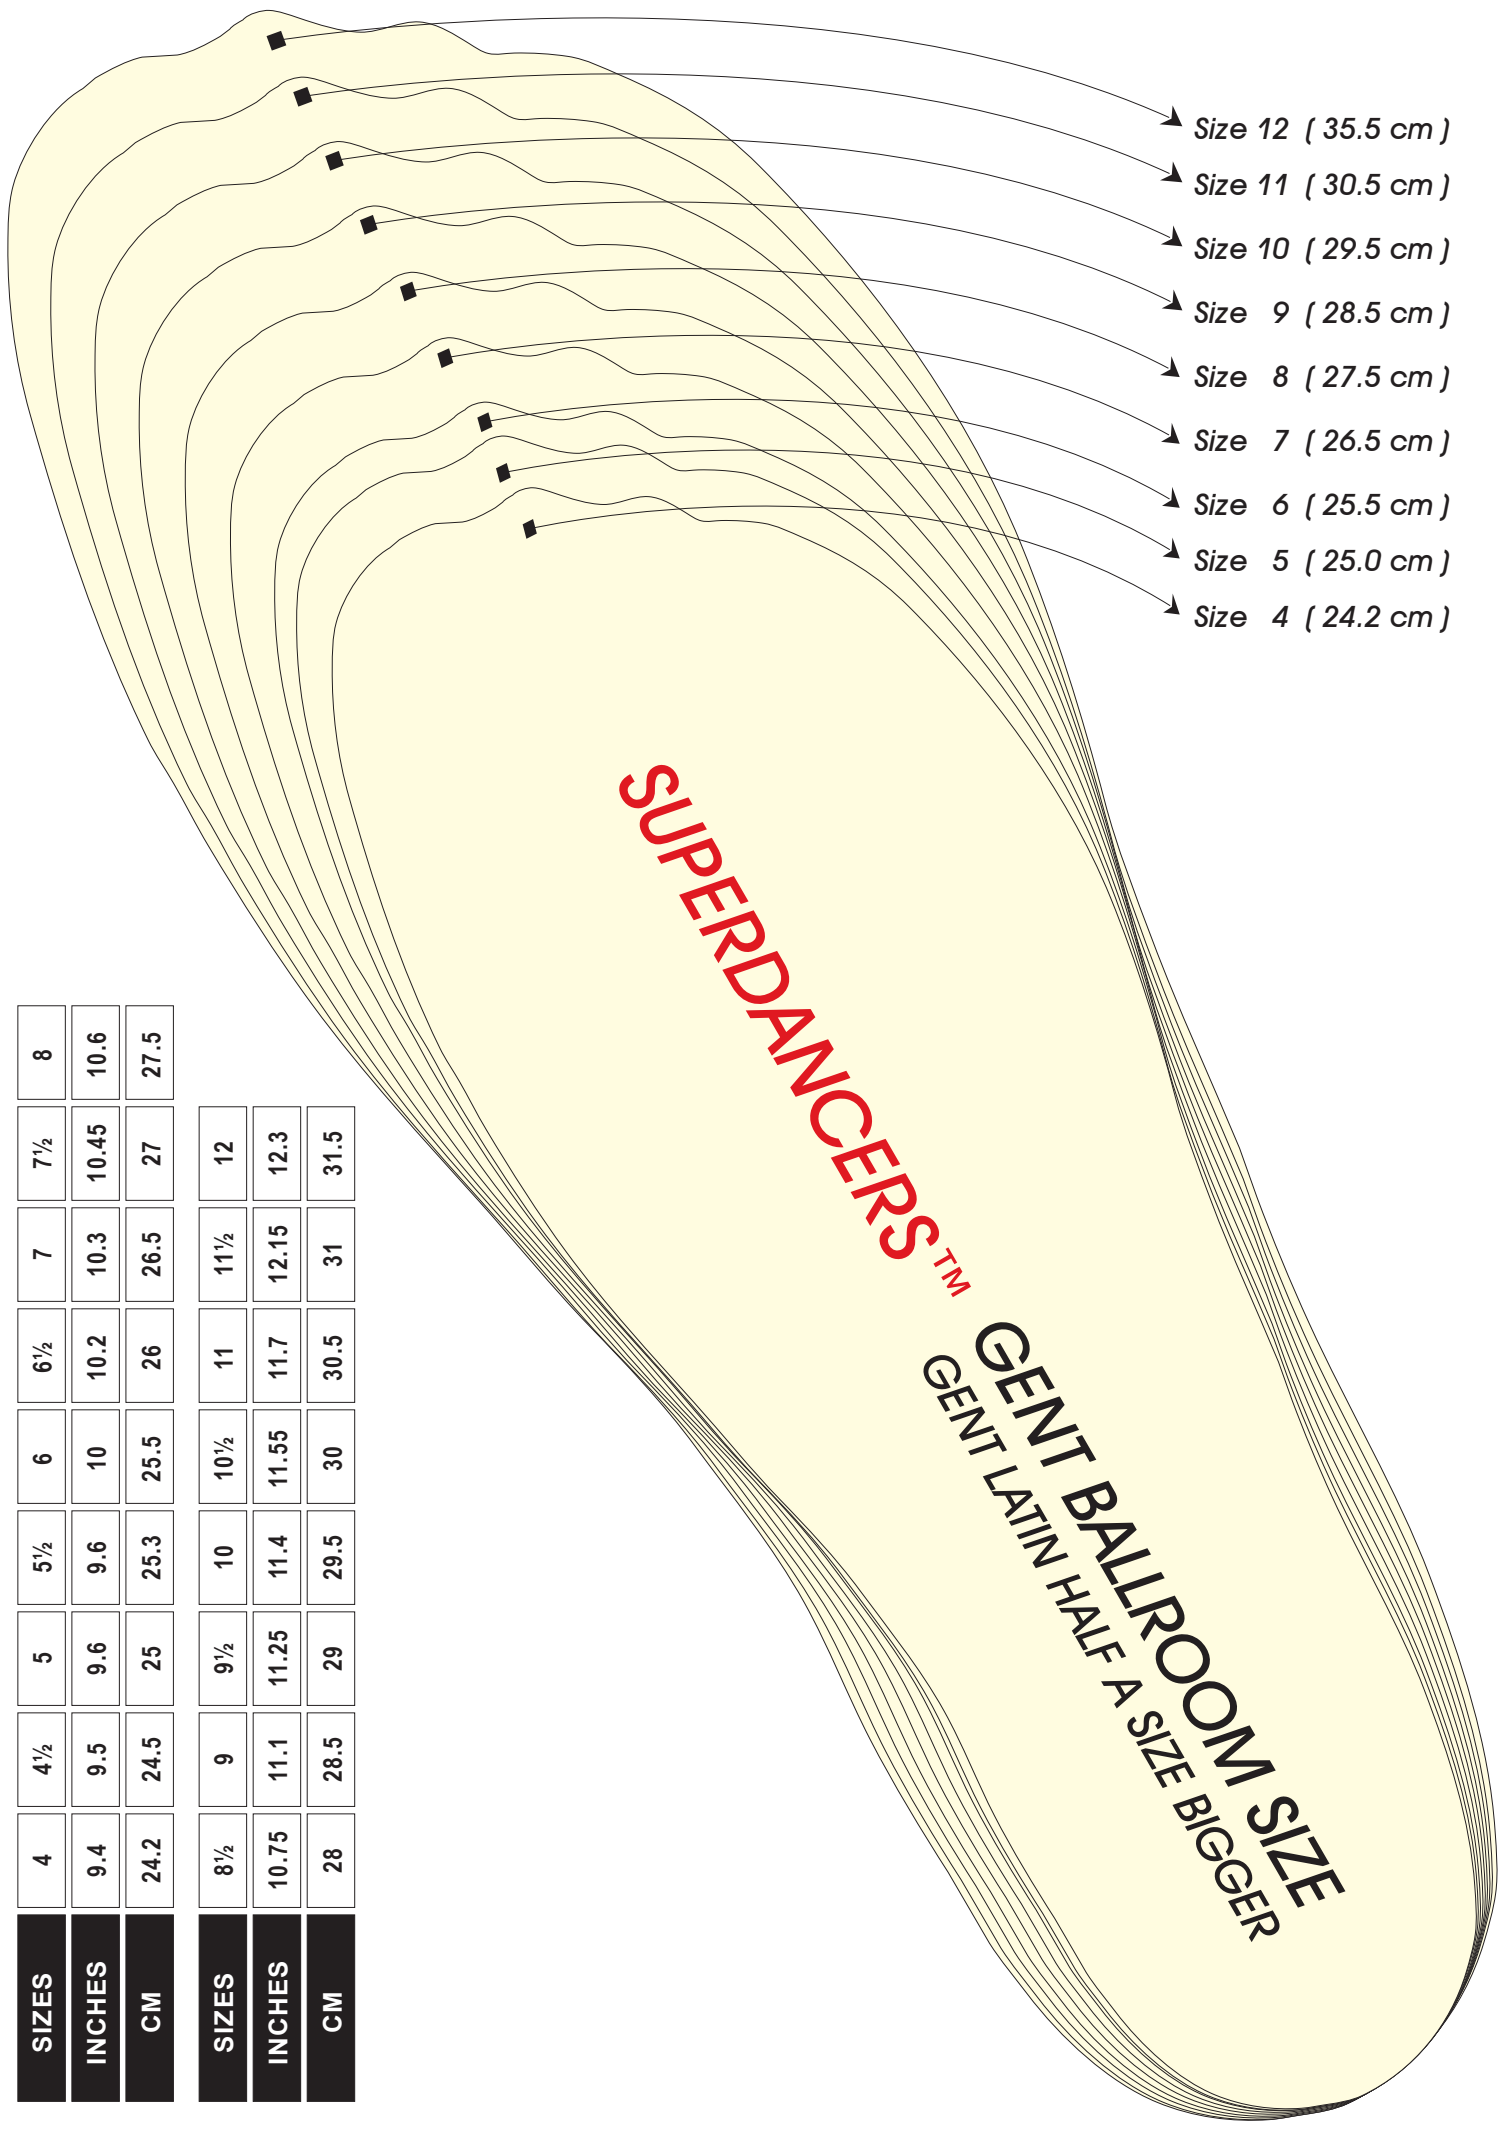 Size 12 ( 35.5 cm )
Size 11 ( 30.5 cm )
Size 10 ( 29.5 cm )
Size 9 ( 28.5 cm )
Size 8 ( 27.5 cm )
Size 7 ( 26.5 cm )
Size 6 ( 25.5 cm )
Size 5 ( 25.0 cm )
Size 4 ( 24.2 cm )
SUPERDANCERS™
GENT BALLROOM SIZE
GENT LATIN HALF A SIZE BIGGER
SIZES 4 4½ 5 5½ 6 6½ 7 7½ 8
INCHES 9.4 9.5 9.6 9.6 10 10.2 10.3 10.45 10.6
CM 24.2 24.5 25 25.3 25.5 26 26.5 27 27.5
SIZES 8½ 9 9½ 10 10½ 11 11½ 12
INCHES 10.75 11.1 11.25 11.4 11.55 11.7 12.15 12.3
CM 28 28.5 29 29.5 30 30.5 31 31.5